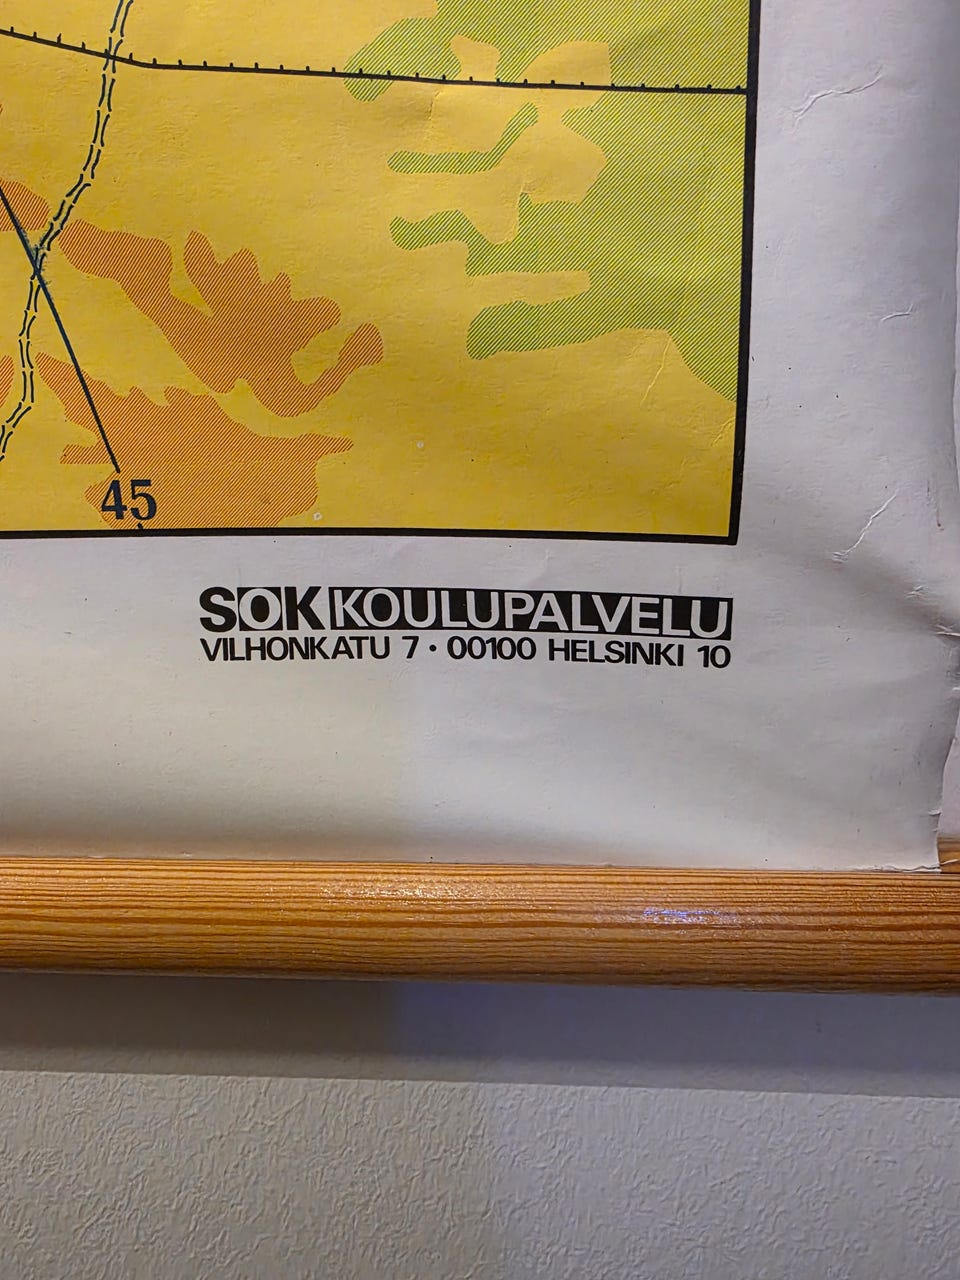 45
SOK KOULUPALVELU
VILHONKATU 7 · 00100 HELSINKI 10